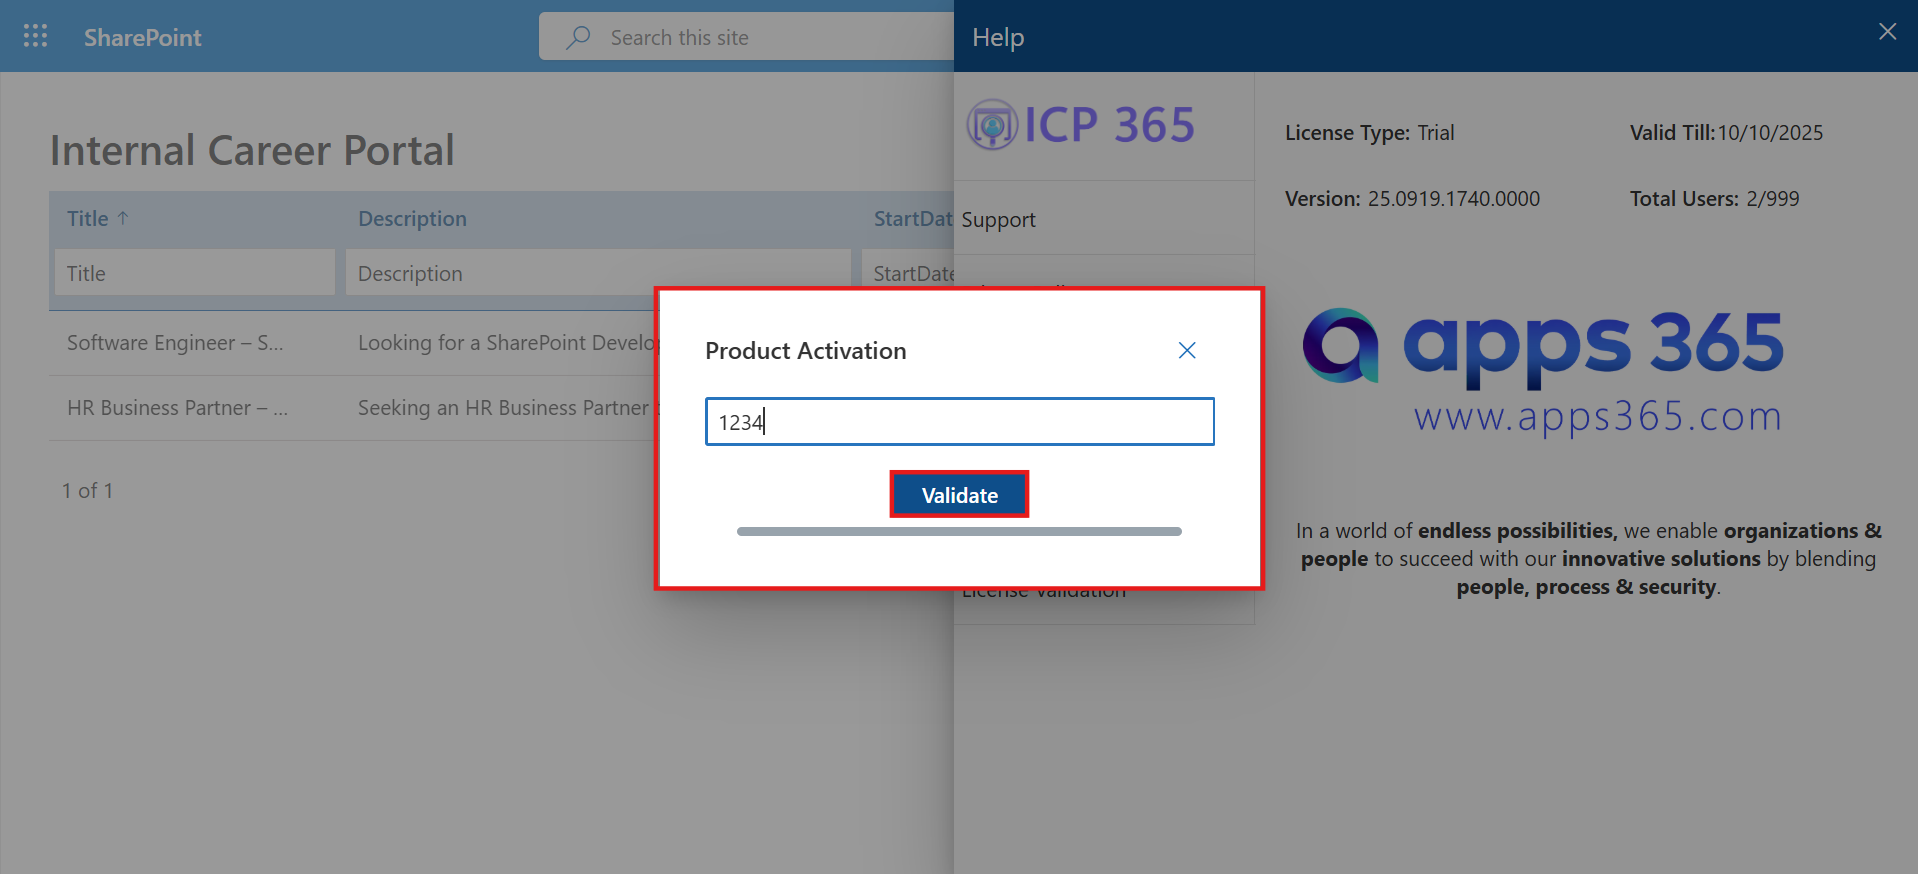 SharePoint
Search this site
Help
Internal Career Portal
Title ↑ Description StartDat
Title Description StartDate
Software Engineer – S... Looking for a SharePoint Develop
HR Business Partner – ... Seeking an HR Business Partner
1 of 1
ICP 365
Support
License Validation
License Type: Trial Valid Till:10/10/2025
Version: 25.0919.1740.0000 Total Users: 2/999
apps 365
www.apps365.com
In a world of endless possibilities, we enable organizations &
people to succeed with our innovative solutions by blending
people, process & security.
Product Activation
1234
Validate